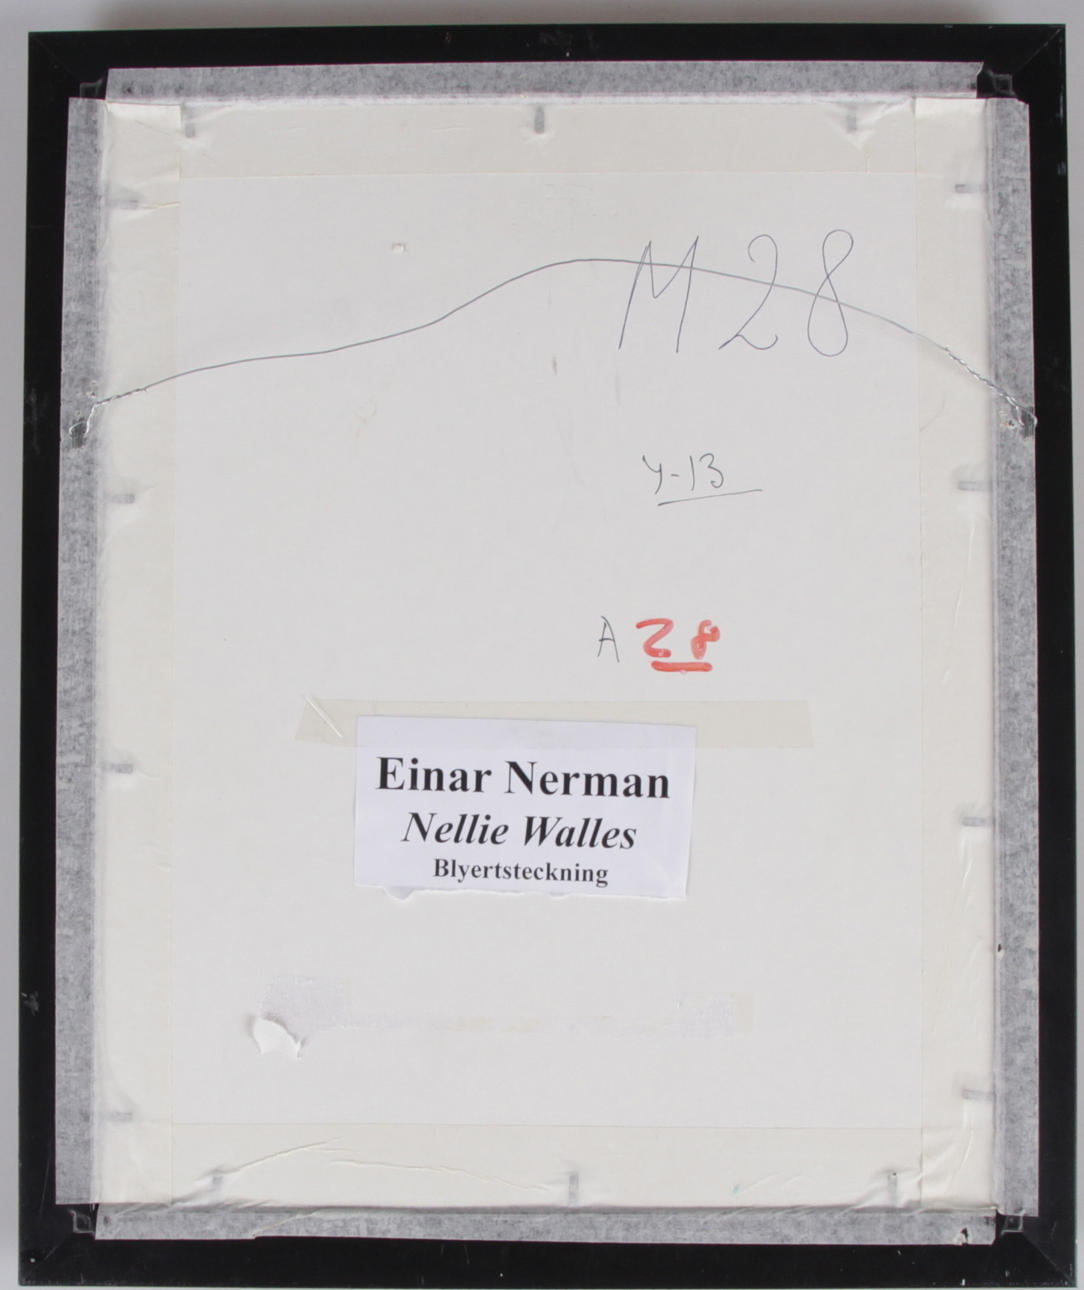 M28
Y-13
A 28
Einar Nerman
Nellie Walles
Blyertsteckning